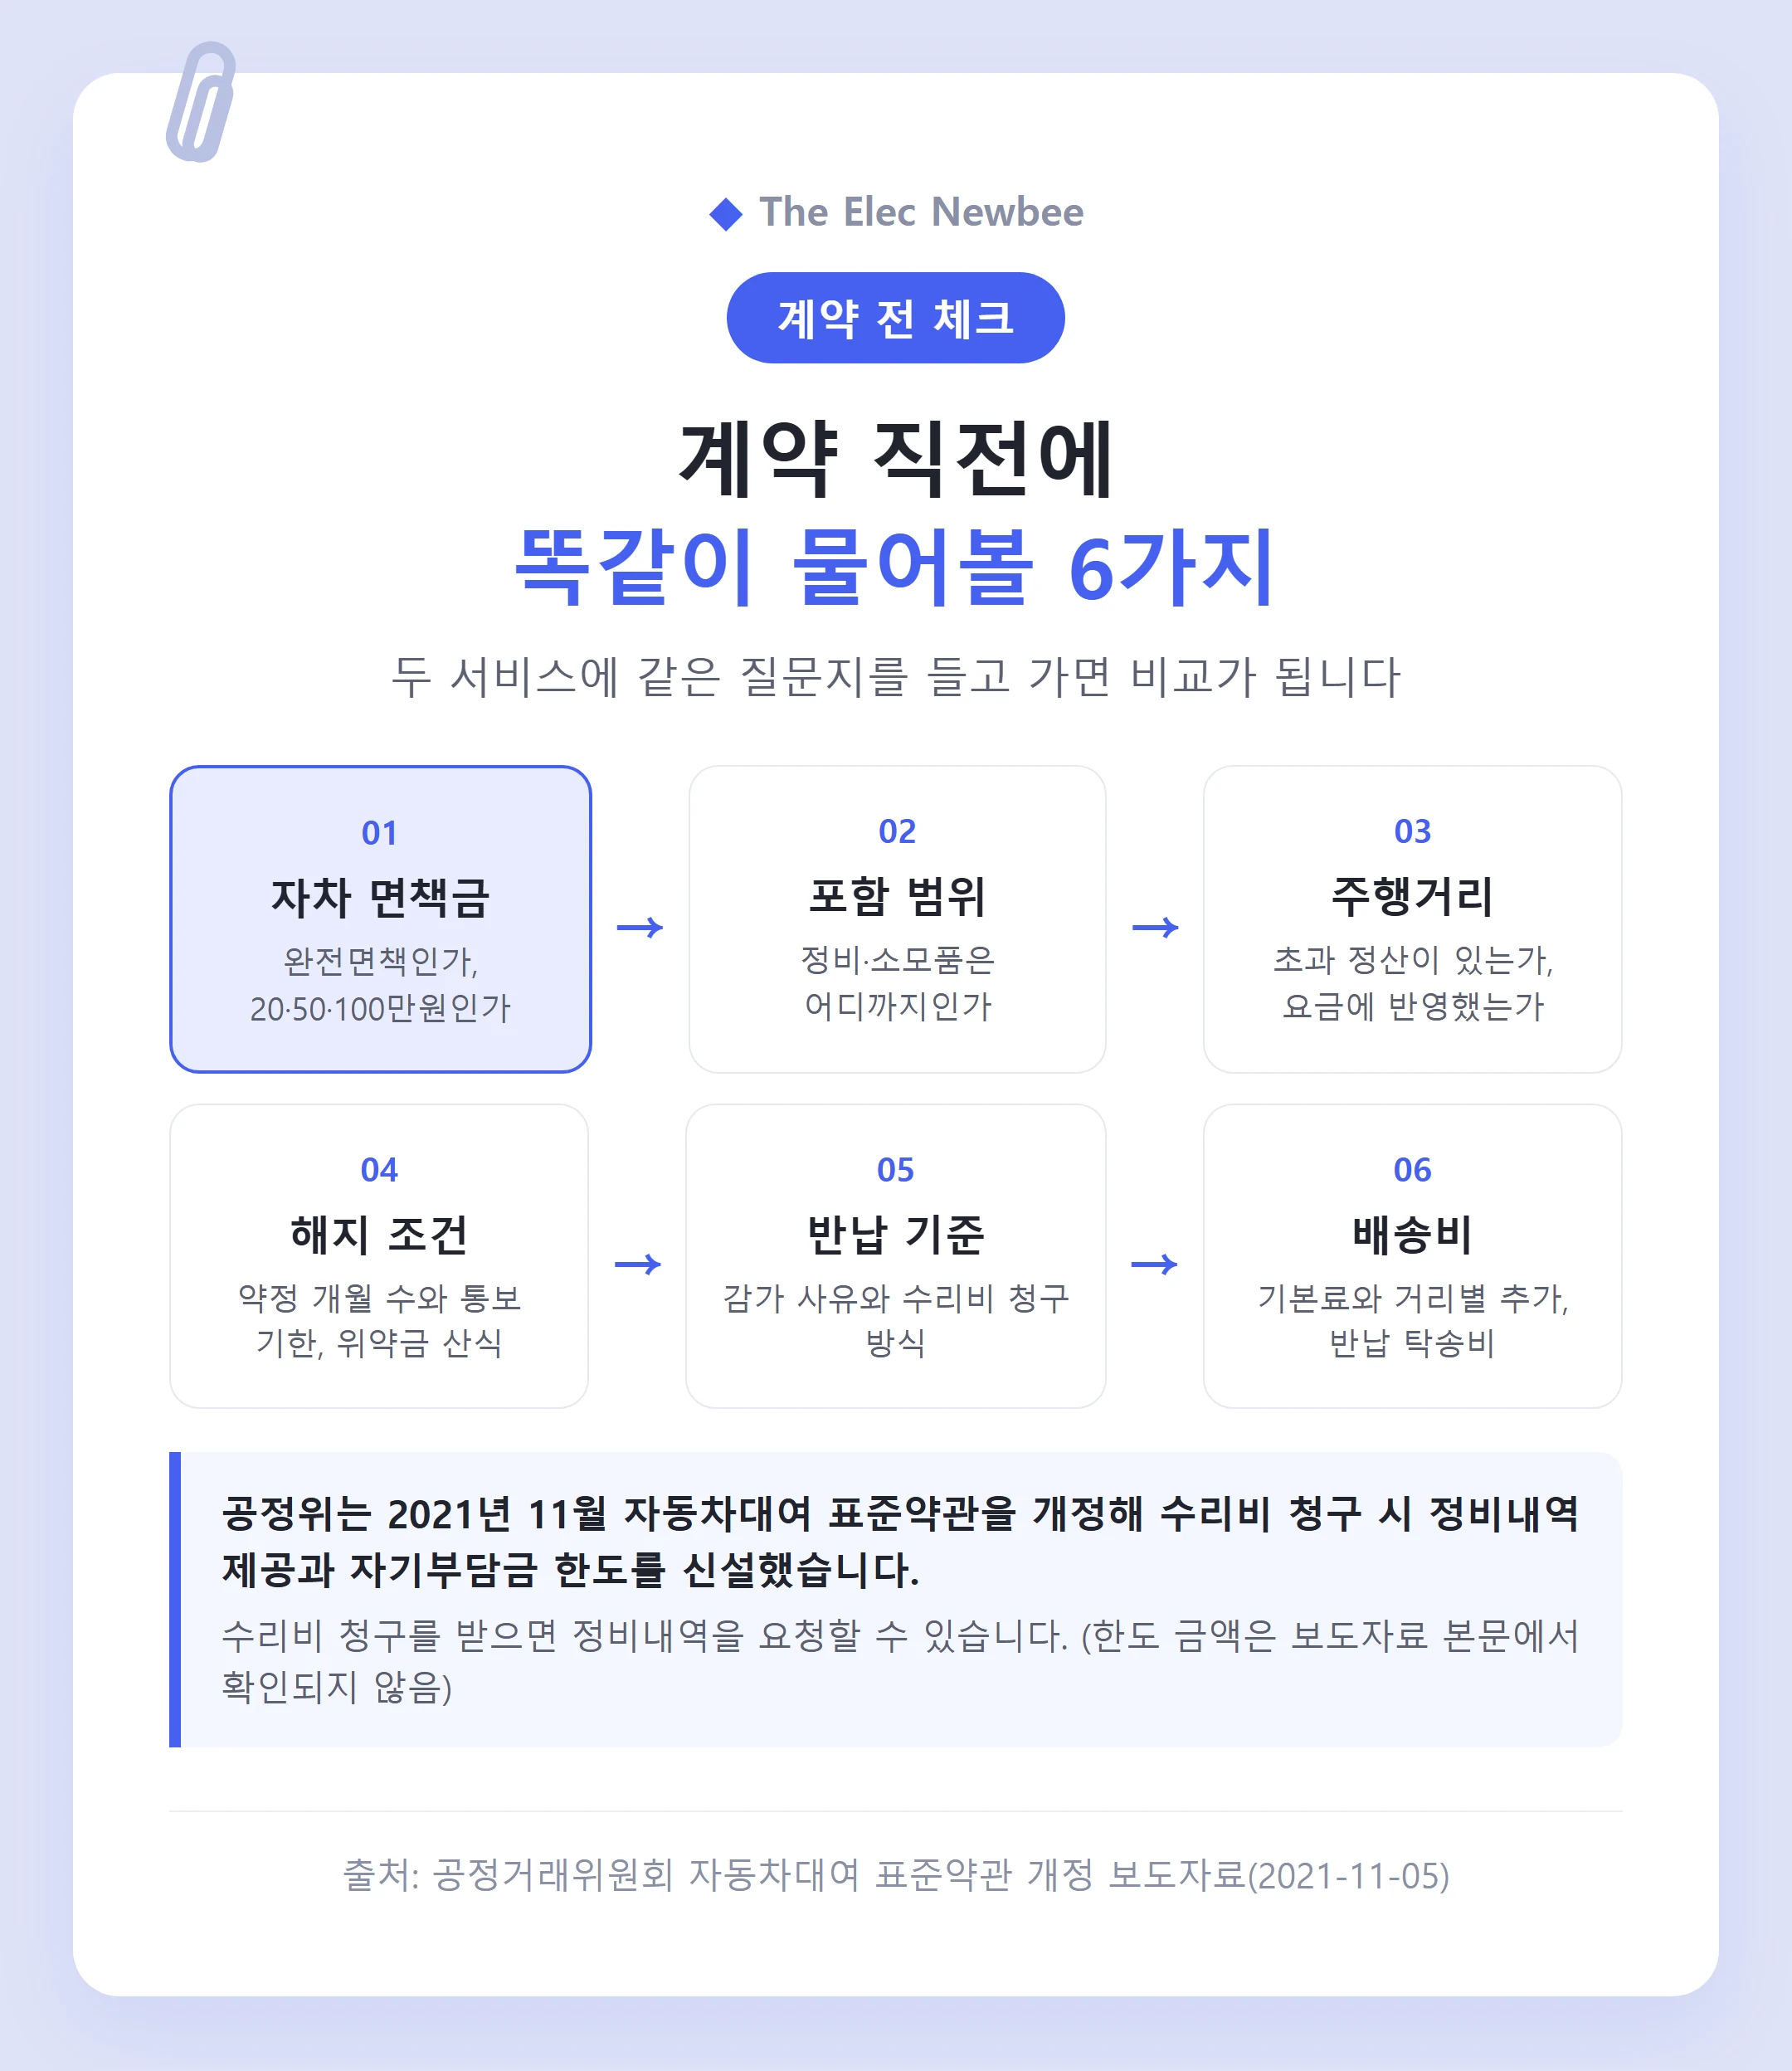 The Elec Newbee
계약 전 체크
계약 직전에
똑같이 물어볼 6가지
두 서비스에 같은 질문지를 들고 가면 비교가 됩니다
01
자차 면책금
완전면책인가,
20·50·100만원인가
→
02
포함 범위
정비·소모품은
어디까지인가
→
03
주행거리
초과 정산이 있는가,
요금에 반영했는가
04
해지 조건
약정 개월 수와 통보
기한, 위약금 산식
→
05
반납 기준
감가 사유와 수리비 청구
방식
→
06
배송비
기본료와 거리별 추가,
반납 탁송비
공정위는 2021년 11월 자동차대여 표준약관을 개정해 수리비 청구 시 정비내역
제공과 자기부담금 한도를 신설했습니다.
수리비 청구를 받으면 정비내역을 요청할 수 있습니다. (한도 금액은 보도자료 본문에서
확인되지 않음)
출처: 공정거래위원회 자동차대여 표준약관 개정 보도자료(2021-11-05)